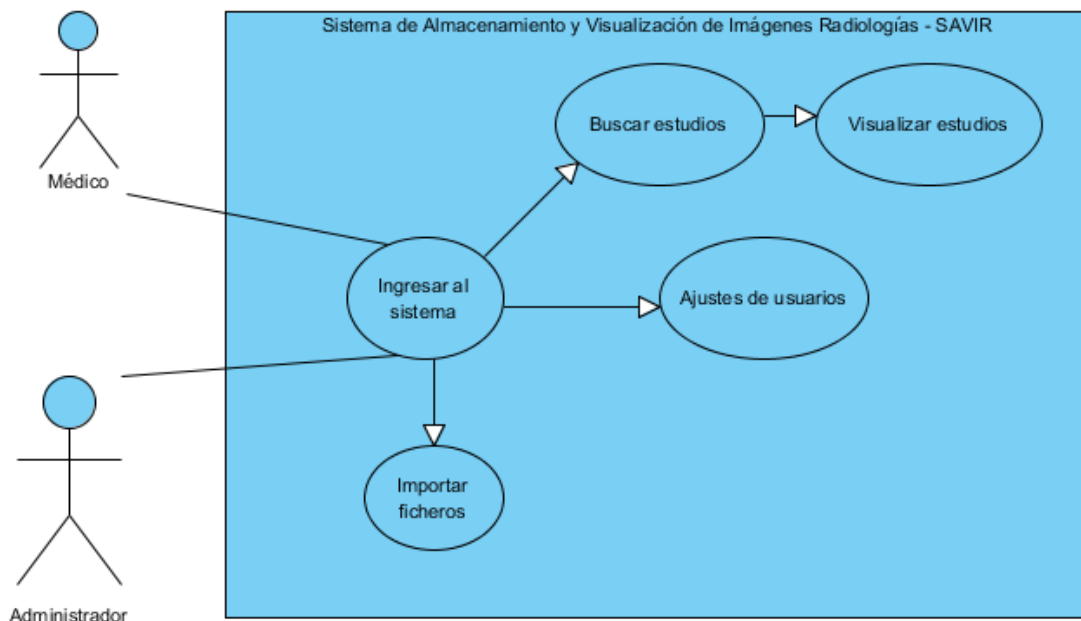 Sistema de Almacenamiento y Visualización de Imágenes Radiologías - SAVIR
Médico
Buscar estudios
Visualizar estudios
Ingresar al
sistema
Ajustes de usuarios
Importar
ficheros
Administrador